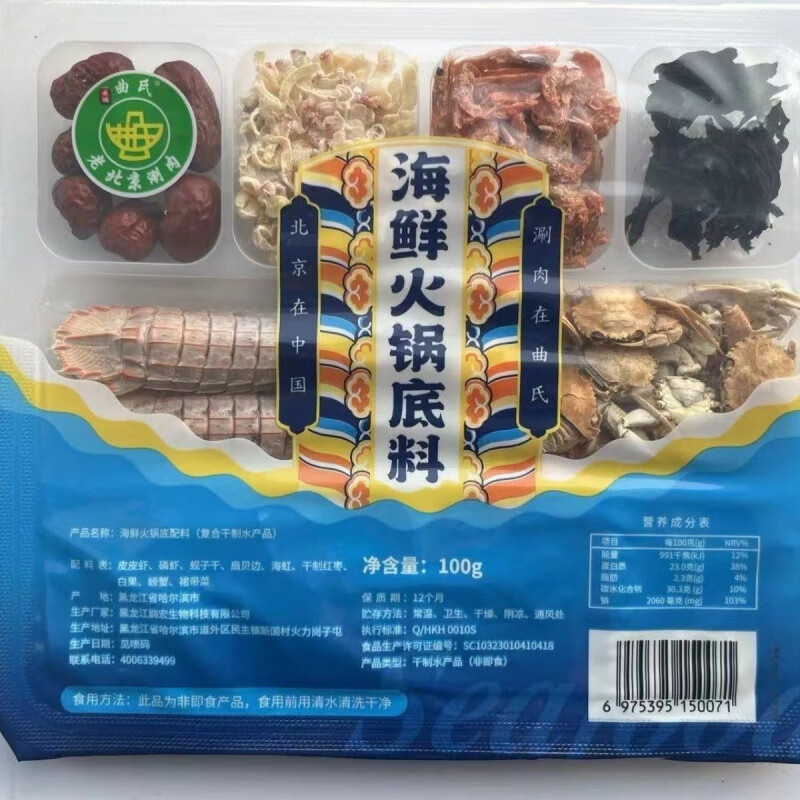 曲氏®
老北京涮肉
海鲜火锅底料
北京在中国
涮肉在曲氏
产品名称：海鲜火锅底配料（复合干制水产品）
配料表：皮皮虾、磷虾、蚬子干、扇贝边、海虹、干制红枣、
白果、螃蟹、裙带菜
产 地：黑龙江省哈尔滨市
生产厂家：黑龙江鹍宏生物科技有限公司
生产地址：黑龙江省哈尔滨市道外区民主镇新国村火力岗子屯
生产日期：见喷码
联系电话：4006339499
净含量：100g
保质期：12个月
贮存方法：常温、卫生、干燥、阴凉、通风处
执行标准：Q/HKH 0010S
食品生产许可证编号：SC10323010410418
产品类型：干制水产品（非即食）
食用方法：此品为非即食产品，食用前用清水清洗干净
营养成分表
项目 每100克(g) NRV%
能量 991千焦(kJ) 12%
蛋白质 23.0克(g) 38%
脂肪 2.3克(g) 4%
碳水化合物 30.3克(g) 10%
钠 2060毫克(mg) 103%
6 975395 150071
Seafood